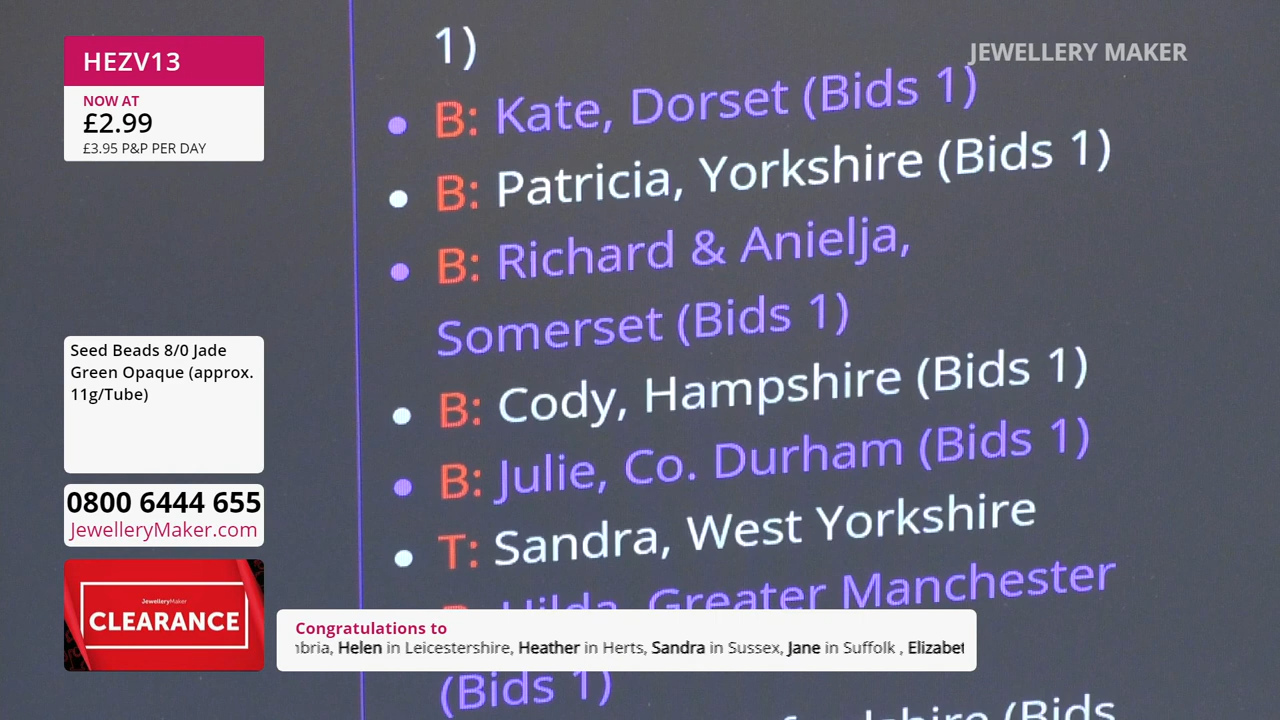 HEZV13
NOW AT
£2.99
£3.95 P&P PER DAY
JEWELLERY MAKER
1)
• B: Kate, Dorset (Bids 1)
• B: Patricia, Yorkshire (Bids 1)
• B: Richard & Anielja,
Somerset (Bids 1)
• B: Cody, Hampshire (Bids 1)
• B: Julie, Co. Durham (Bids 1)
• T: Sandra, West Yorkshire
Hilda, Greater Manchester
(Bids 1)
(Bids
Seed Beads 8/0 Jade
Green Opaque (approx.
11g/Tube)
0800 6444 655
JewelleryMaker.com
JewelleryMaker
CLEARANCE
Congratulations to
Helen in Leicestershire, Heather in Herts, Sandra in Sussex, Jane in Suffolk ,